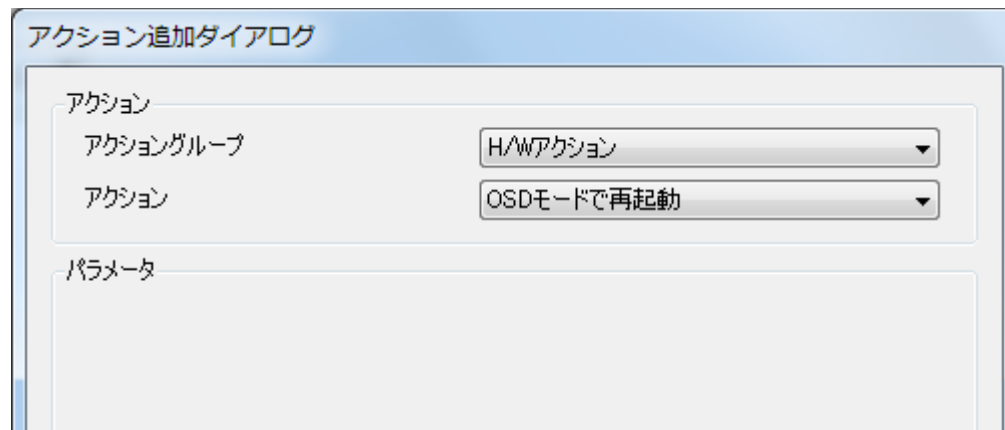 アクション追加ダイアログ
アクション
アクショングループ H/Wアクション
アクション OSDモードで再起動
パラメータ